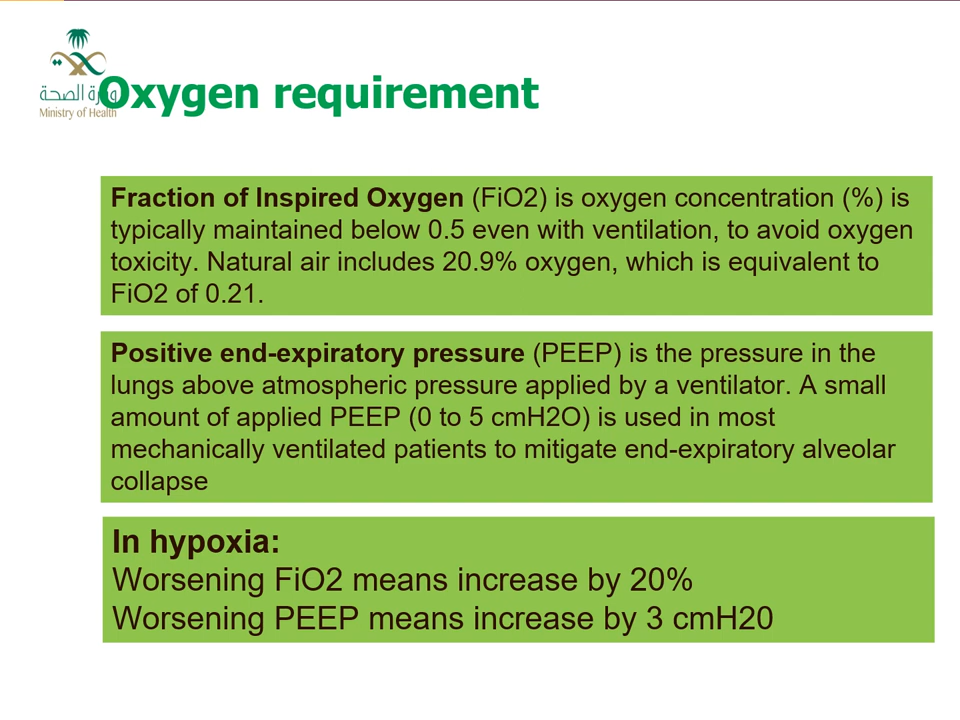 وزارة الصحة
Ministry of Health
Oxygen requirement
Fraction of Inspired Oxygen (FiO2) is oxygen concentration (%) is
typically maintained below 0.5 even with ventilation, to avoid oxygen
toxicity. Natural air includes 20.9% oxygen, which is equivalent to
FiO2 of 0.21.
Positive end-expiratory pressure (PEEP) is the pressure in the
lungs above atmospheric pressure applied by a ventilator. A small
amount of applied PEEP (0 to 5 cmH2O) is used in most
mechanically ventilated patients to mitigate end-expiratory alveolar
collapse
In hypoxia:
Worsening FiO2 means increase by 20%
Worsening PEEP means increase by 3 cmH20